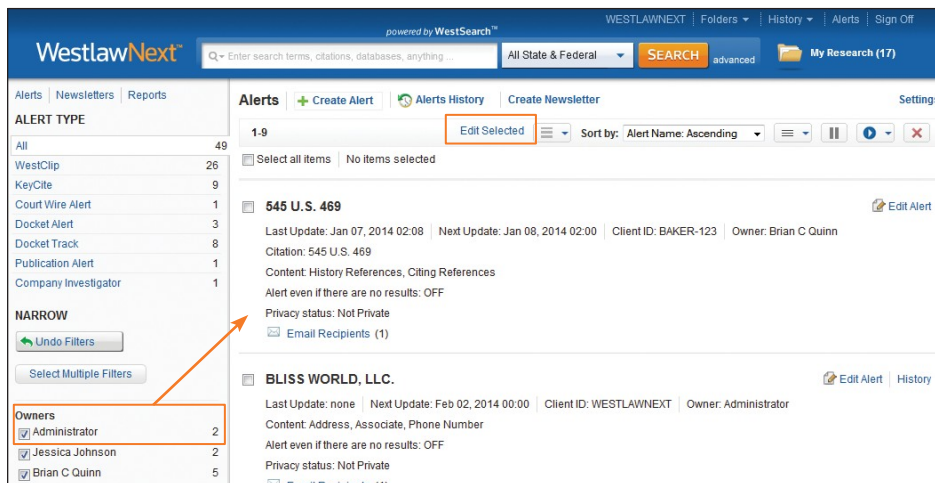 WESTLAWNEXT Folders History Alerts Sign Off
powered by WestSearch™
WestlawNext™
Enter search terms, citations, databases, anything ... All State & Federal SEARCH advanced My Research (17)
Alerts Newsletters Reports
ALERT TYPE
All 49
WestClip 26
KeyCite 9
Court Wire Alert 1
Docket Alert 3
Docket Track 8
Publication Alert 1
Company Investigator 1
NARROW
Undo Filters
Select Multiple Filters
Owners
Administrator 2
Jessica Johnson 2
Brian C Quinn 5
Alerts Create Alert Alerts History Create Newsletter Setting
1-9 Edit Selected Sort by: Alert Name: Ascending
Select all items No items selected
545 U.S. 469 Edit Alert
Last Update: Jan 07, 2014 02:08 Next Update: Jan 08, 2014 02:00 Client ID: BAKER-123 Owner: Brian C Quinn
Citation: 545 U.S. 469
Content: History References, Citing References
Alert even if there are no results: OFF
Privacy status: Not Private
Email Recipients (1)
BLISS WORLD, LLC. Edit Alert History
Last Update: none Next Update: Feb 02, 2014 00:00 Client ID: WESTLAWNEXT Owner: Administrator
Content: Address, Associate, Phone Number
Alert even if there are no results: OFF
Privacy status: Not Private